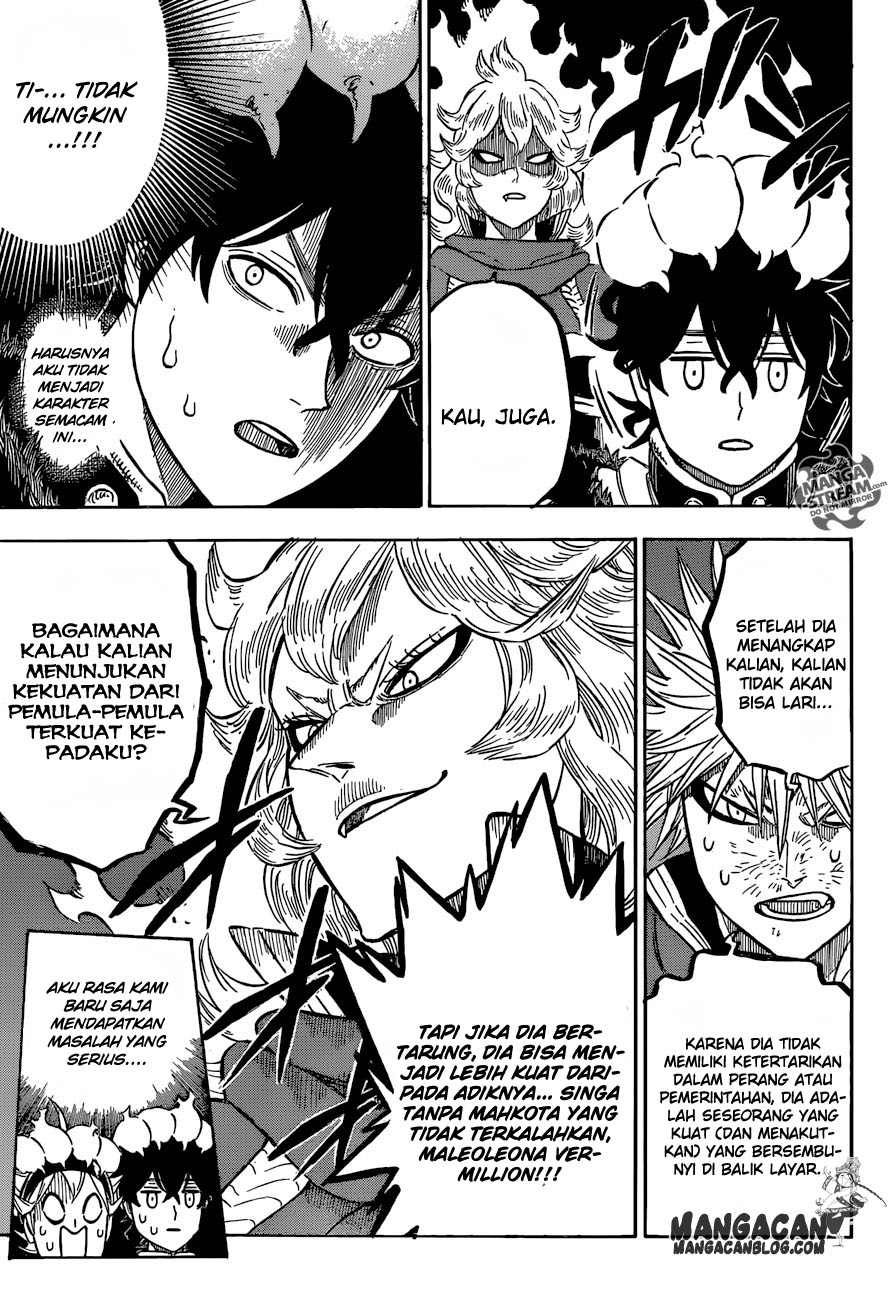 KAU, JUGA.
TI-... TIDAK
MUNGKIN
...!!!
HARUSNYA
AKU TIDAK
MENJADI
KARAKTER
SEMACAM
INI...
MANGA
STREAM.com
DO NOT MIRROR
SETELAH DIA
MENANGKAP
KALIAN, KALIAN
TIDAK AKAN
BISA LARI...
KARENA DIA TIDAK
MEMILIKI KETERTARIKAN
DALAM PERANG ATAU
PEMERINTAHAN, DIA ADA-
LAH SESEORANG YANG
KUAT (DAN MENAKUT-
KAN) YANG BERSEMBU-
NYI DI BALIK LAYAR.
TAPI JIKA DIA BER-
TARUNG, DIA BISA MEN-
JADI LEBIH KUAT DARI-
PADA ADIKNYA... SINGA
TANPA MAHKOTA YANG
TIDAK TERKALAHKAN,
MALEOLEONA VER-
MILLION!!!
BAGAIMANA
KALAU KALIAN
MENUNJUKAN
KEKUATAN DARI
PEMULA-PEMULA
TERKUAT KE-
PADAKU?
AKU RASA KAMI
BARU SAJA
MENDAPATKAN
MASALAH YANG
SERIUS....
MANGACAN
MANGACANBLOG.COM